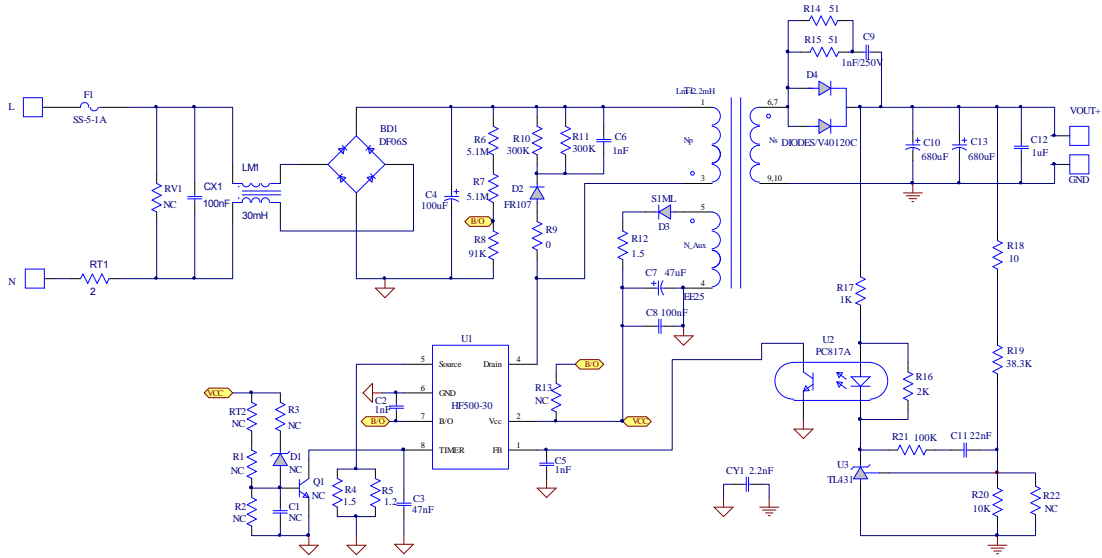 R14 51
R15 51
C9
1nF/250V
D4
DIODES/V40120C
L
F1
SS-5-1A
N
RT1
2
RV1
NC
CX1
100nF
LM1
30mH
BD1
DF06S
C4
100uF
R6
5.1M
R7
5.1M
B/O
R8
91K
R10
300K
R11
300K
C6
1nF
D2
FR107
R9
0
1
Np
3
6,7
Ns
9,10
S1ML
D3
5
N_Aux
4
EE25
R12
1.5
C7 47uF
C8 100nF
C10
680uF
C13
680uF
C12
1uF
VOUT+
GND
R18
10
R19
38.3K
R17
1K
U2
PC817A
R16
2K
R21 100K
C11 22nF
U3
TL431
R20
10K
R22
NC
CY1 2.2nF
U1
HF500-30
5 Source
6 GND
7 B/O
8 TIMER
Drain 4
Vcc 2
FB 1
C2
1nF
B/O
R13
NC
B/O
VCC
C5
1nF
VCC
RT2
NC
R3
NC
R1
NC
D1
NC
R2
NC
C1
NC
Q1
NC
R4
1.5
R5
1.2
C3
47nF